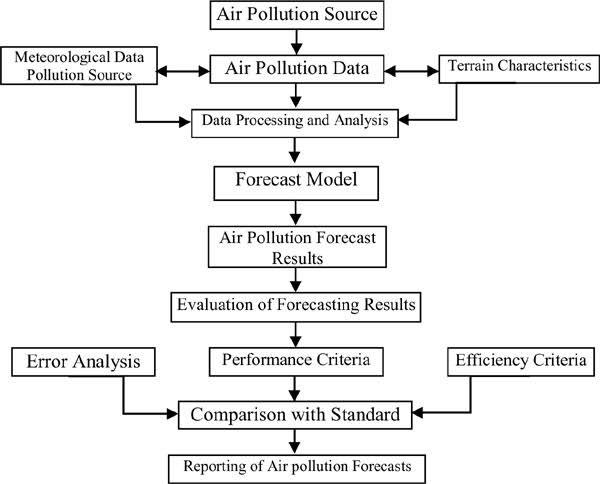 Air Pollution Source
Meteorological Data
Pollution Source
Air Pollution Data
Terrain Characteristics
Data Processing and Analysis
Forecast Model
Air Pollution Forecast
Results
Evaluation of Forecasting Results
Error Analysis
Performance Criteria
Efficiency Criteria
Comparison with Standard
Reporting of Air pollution Forecasts